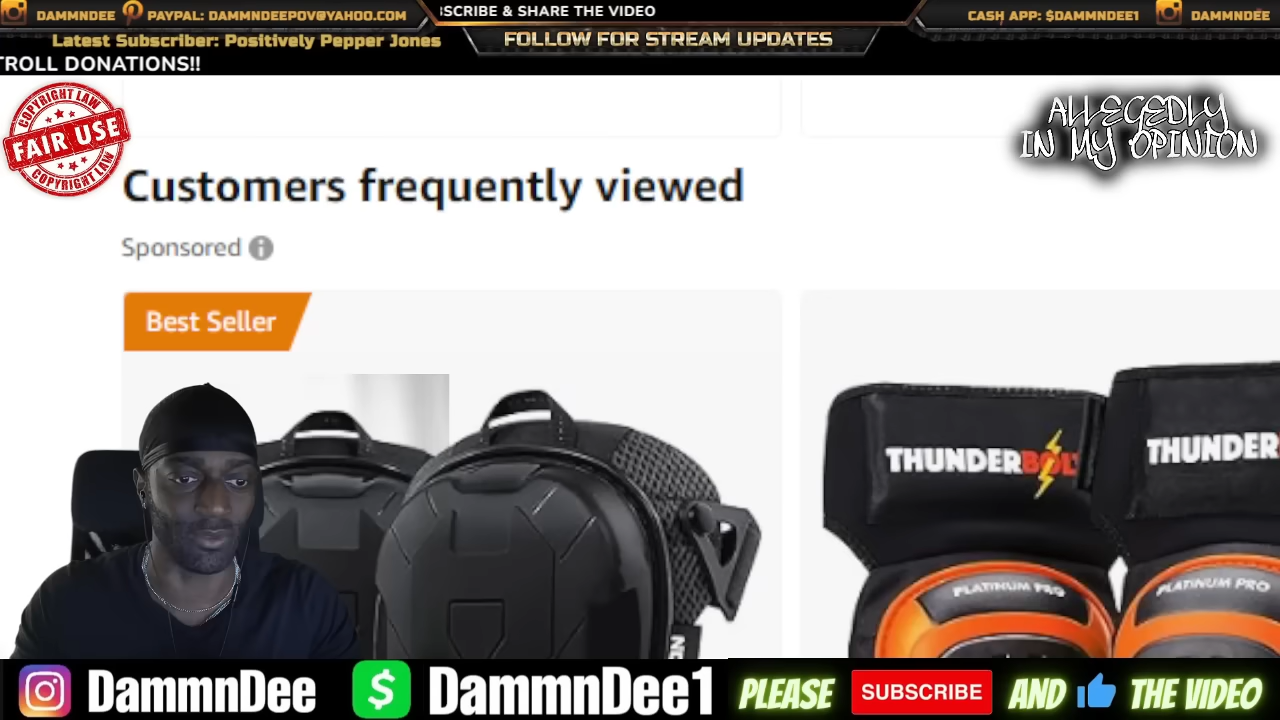 DAMMNDEE
PAYPAL: DAMMNDEEPOV@YAHOO.COM
SCRIBE & SHARE THE VIDEO
CASH APP: $DAMMNDEE1
DAMMNDEE
Latest Subscriber: Positively Pepper Jones
FOLLOW FOR STREAM UPDATES
TROLL DONATIONS!!
COPYRIGHT LAW
FAIR USE
COPYRIGHT LAW
ALLEGEDLY
IN MY OPINION
Customers frequently viewed
Sponsored
Best Seller
THUNDERBOLT
THUNDER
PLATINUM PRO
PLATINUM PRO
DammnDee
$
DammnDee1
PLEASE
SUBSCRIBE
AND
THE VIDEO